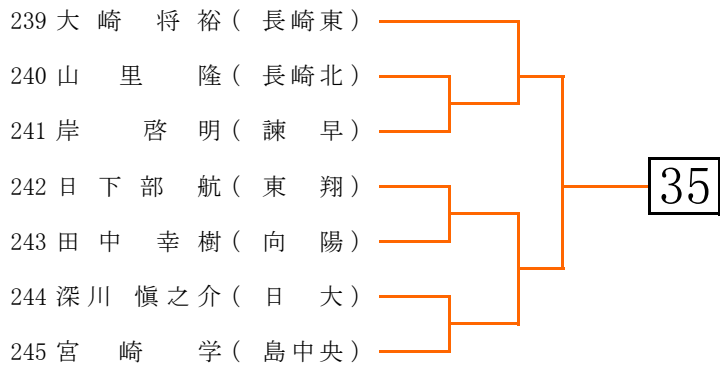 239 大崎 将裕 ( 長崎東 )
240 山里 隆 ( 長崎北 )
241 岸 啓明 ( 諫早 )
242 日下部 航 ( 東翔 )
35
243 田中 幸樹 ( 向陽 )
244 深川 愼之介 ( 日大 )
245 宮崎 学 ( 島中央 )